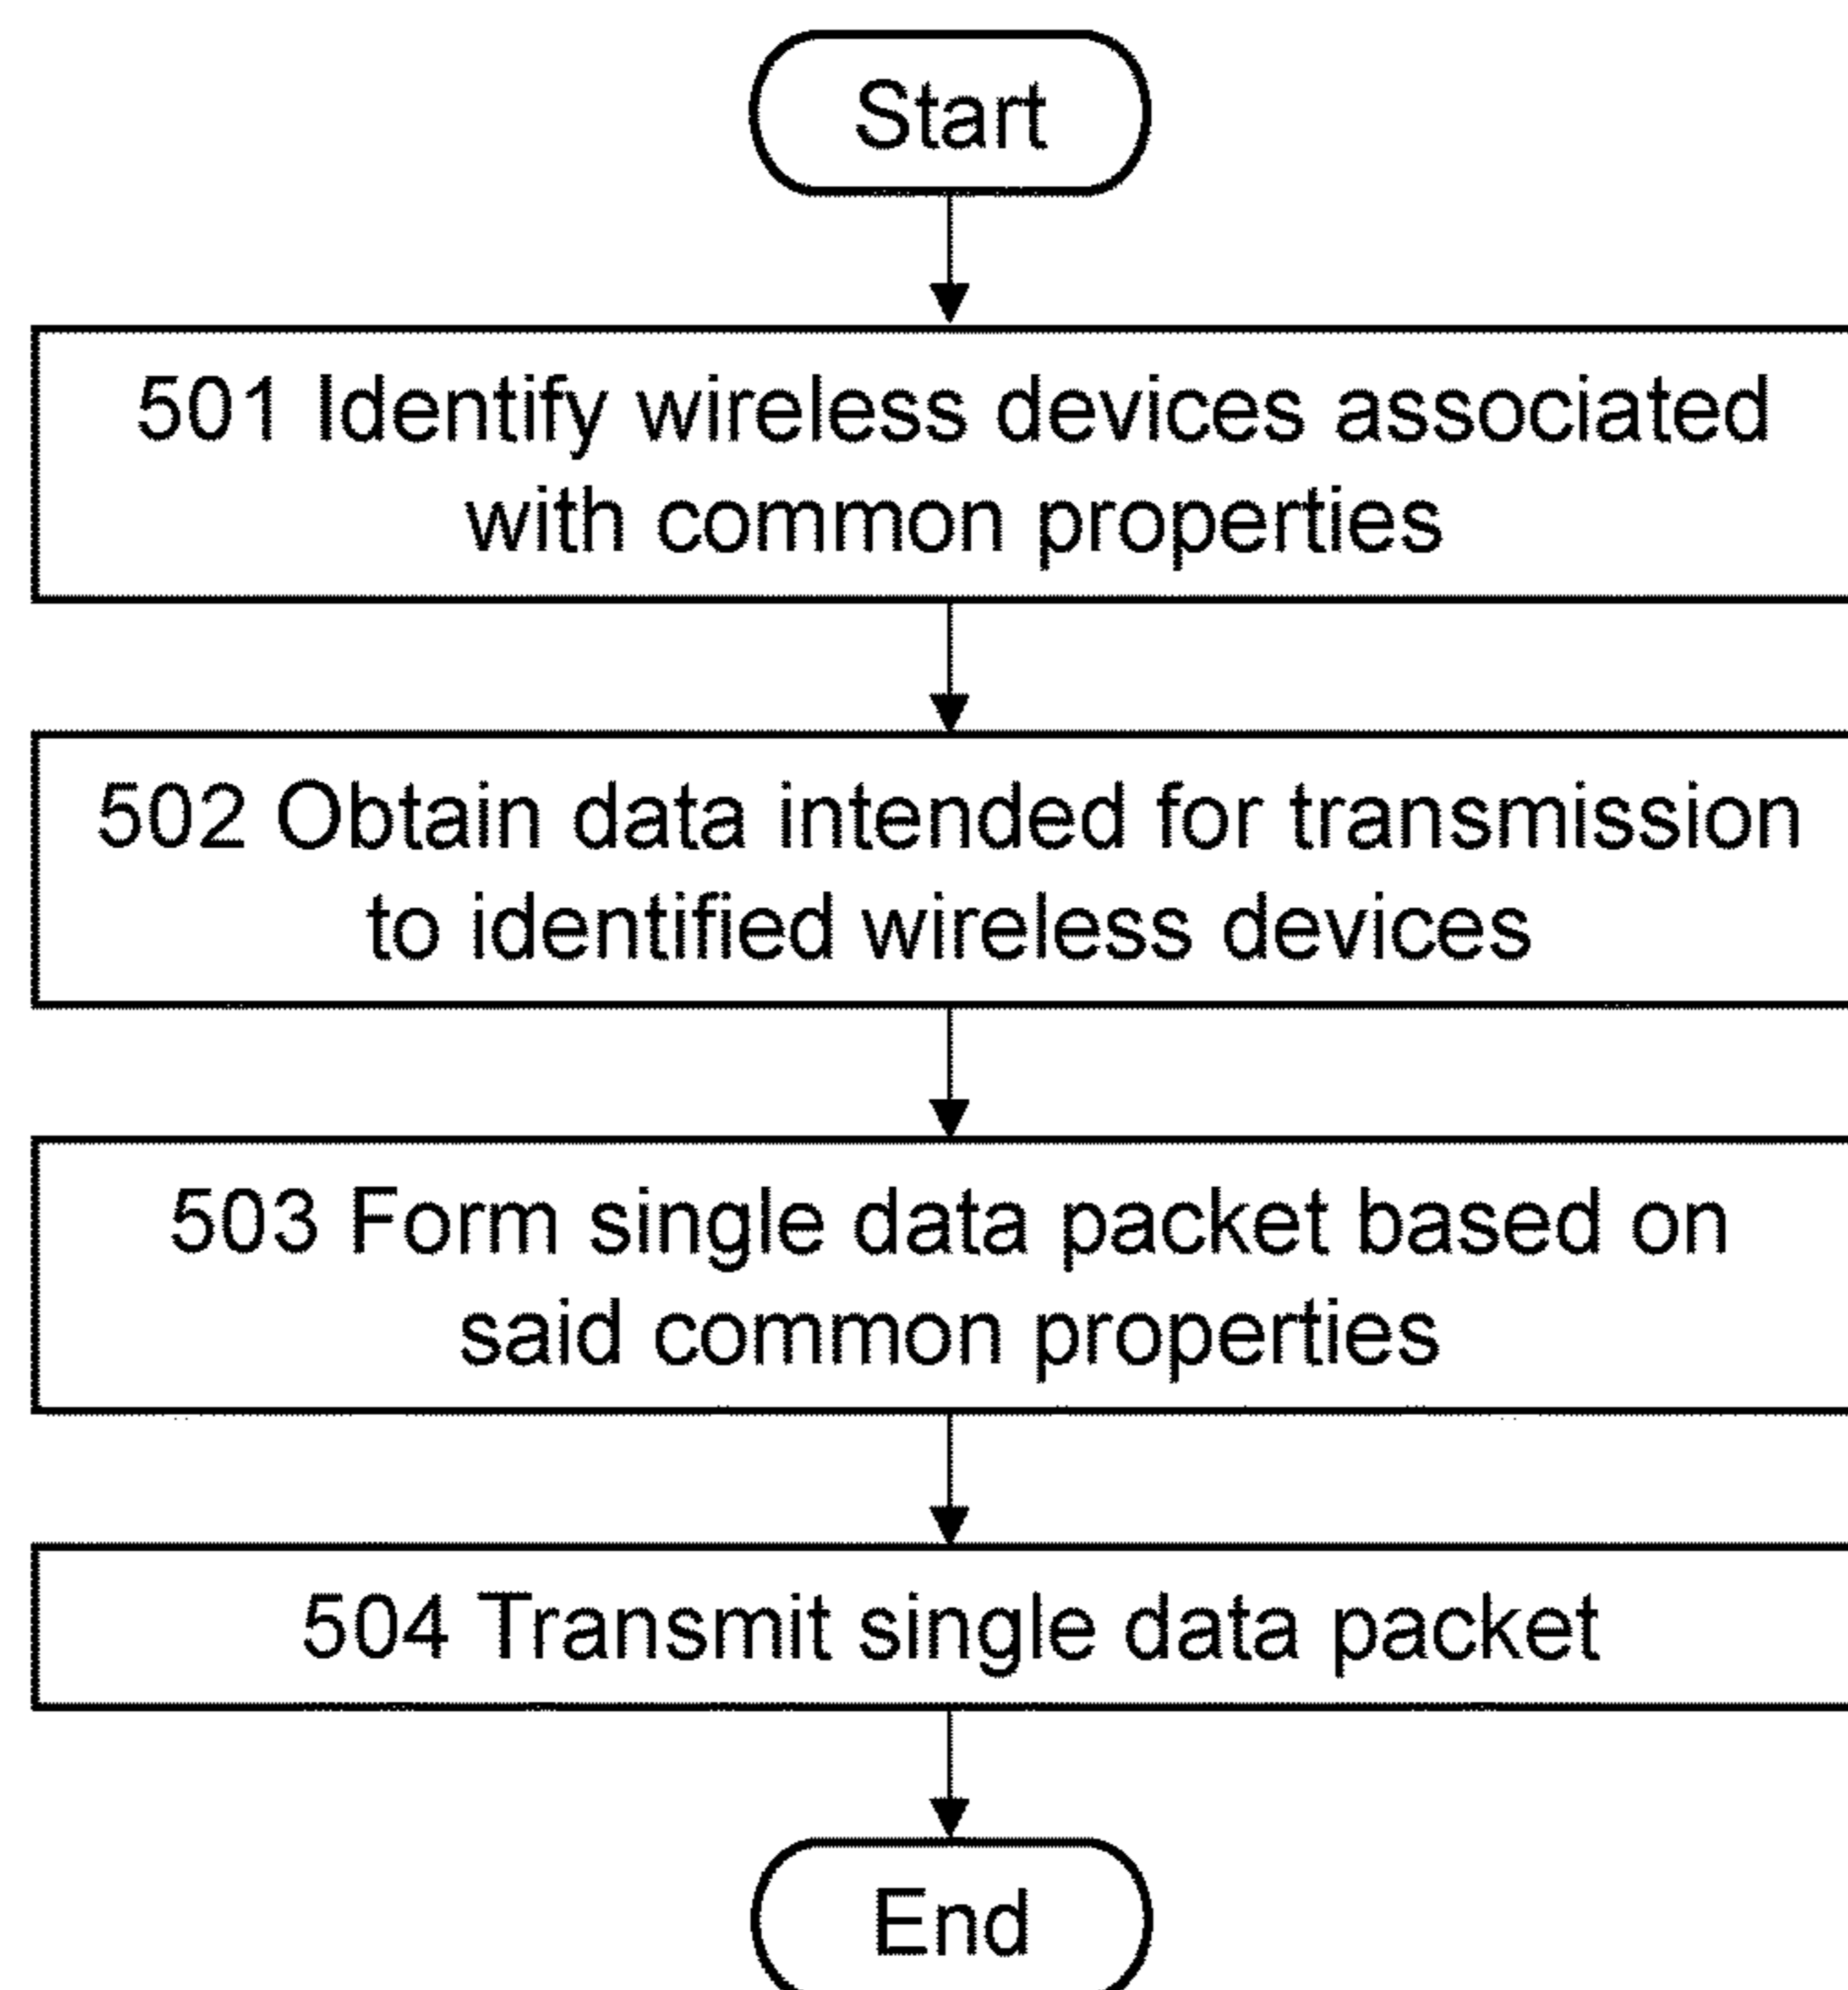 Start
501 Identify wireless devices associated
with common properties
502 Obtain data intended for transmission
to identified wireless devices
503 Form single data packet based on
said common properties
504 Transmit single data packet
End